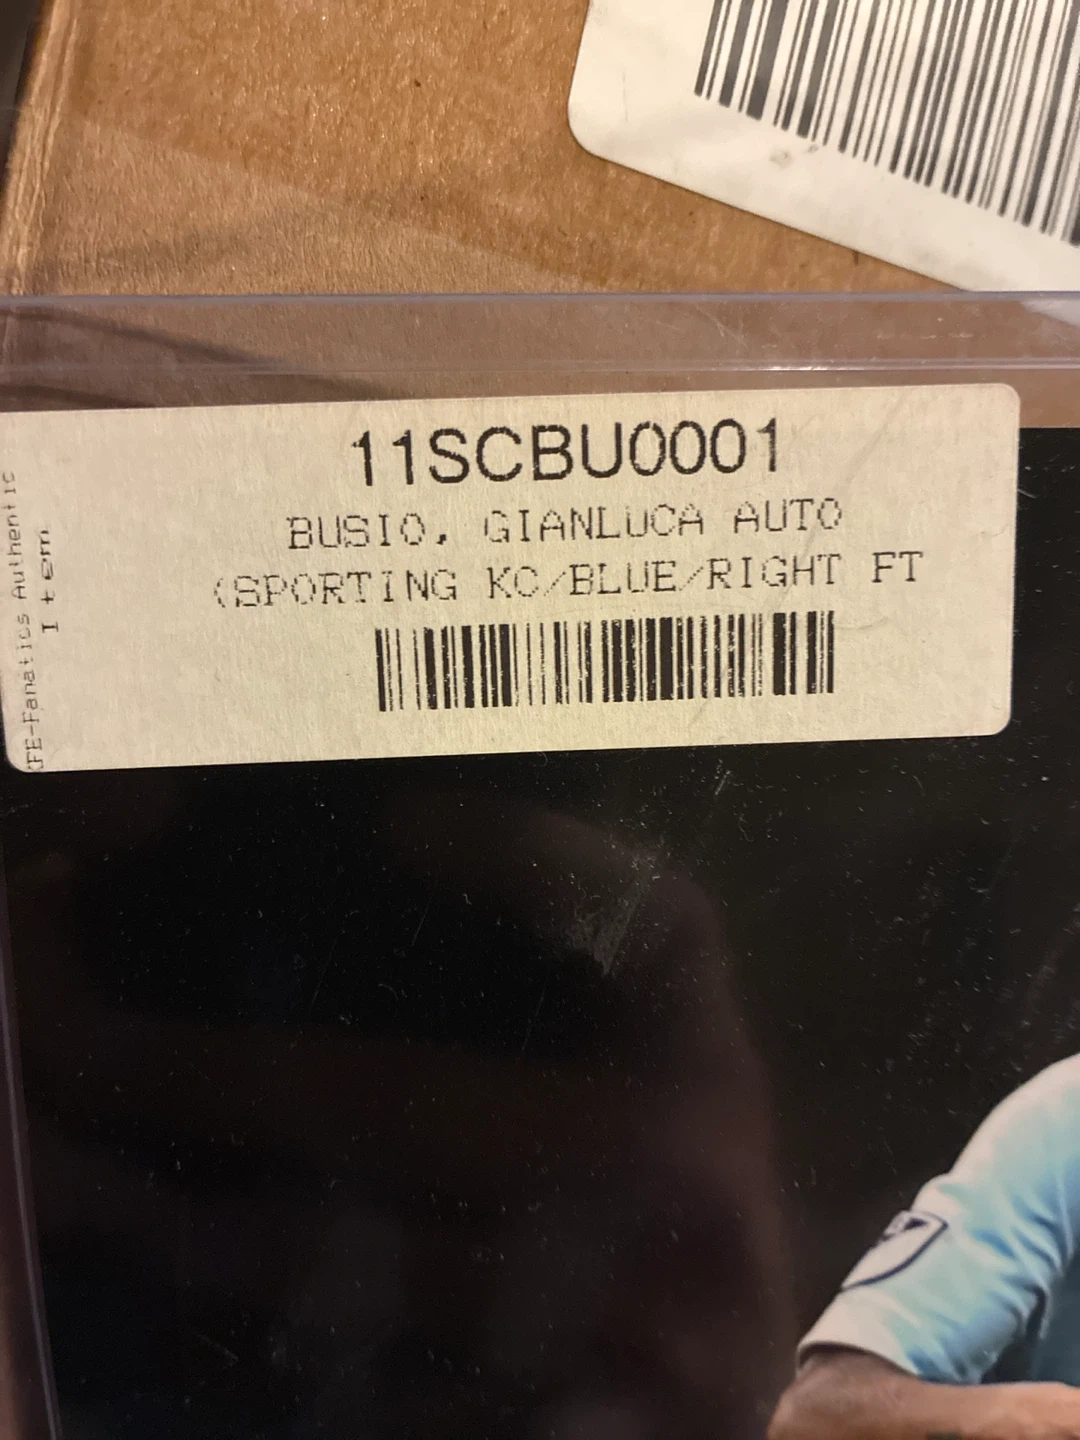 11SCBU0001
BUSIO, GIANLUCA AUTO
(SPORTING KC/BLUE/RIGHT FT
FE-Fanatics Authentic
Item